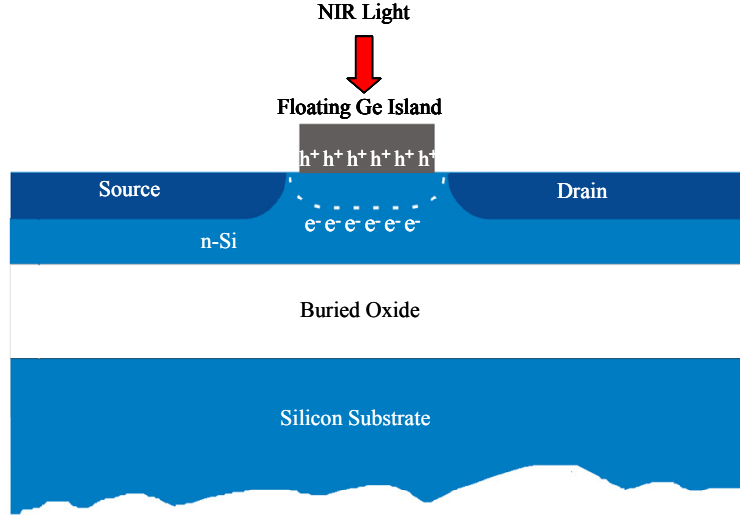 NIR Light
Floating Ge Island
h⁺ h⁺ h⁺ h⁺ h⁺ h⁺
Source
Drain
e⁻ e⁻ e⁻ e⁻ e⁻ e⁻
n-Si
Buried Oxide
Silicon Substrate